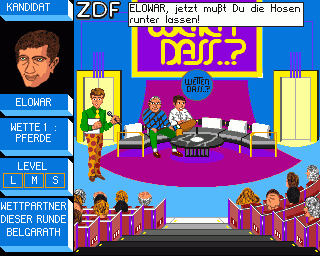 KANDIDAT
ZDF
ELOWAR, jetzt mußt Du die Hosen
runter lassen!
WETTEN
DASS..?
WETTEN
DASS..?
ELOWAR
WETTE 1 :
PFERDE
LEVEL
L M S
WETTPARTNER
DIESER RUNDE
BELGARATH